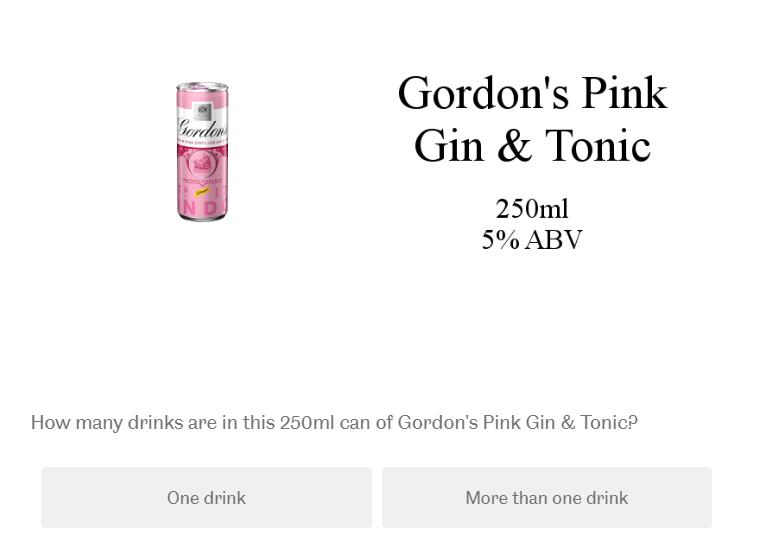 Gordon's Pink
Gin & Tonic
Gordon's
250ml
5% ABV
How many drinks are in this 250ml can of Gordon's Pink Gin & Tonic?
One drink
More than one drink